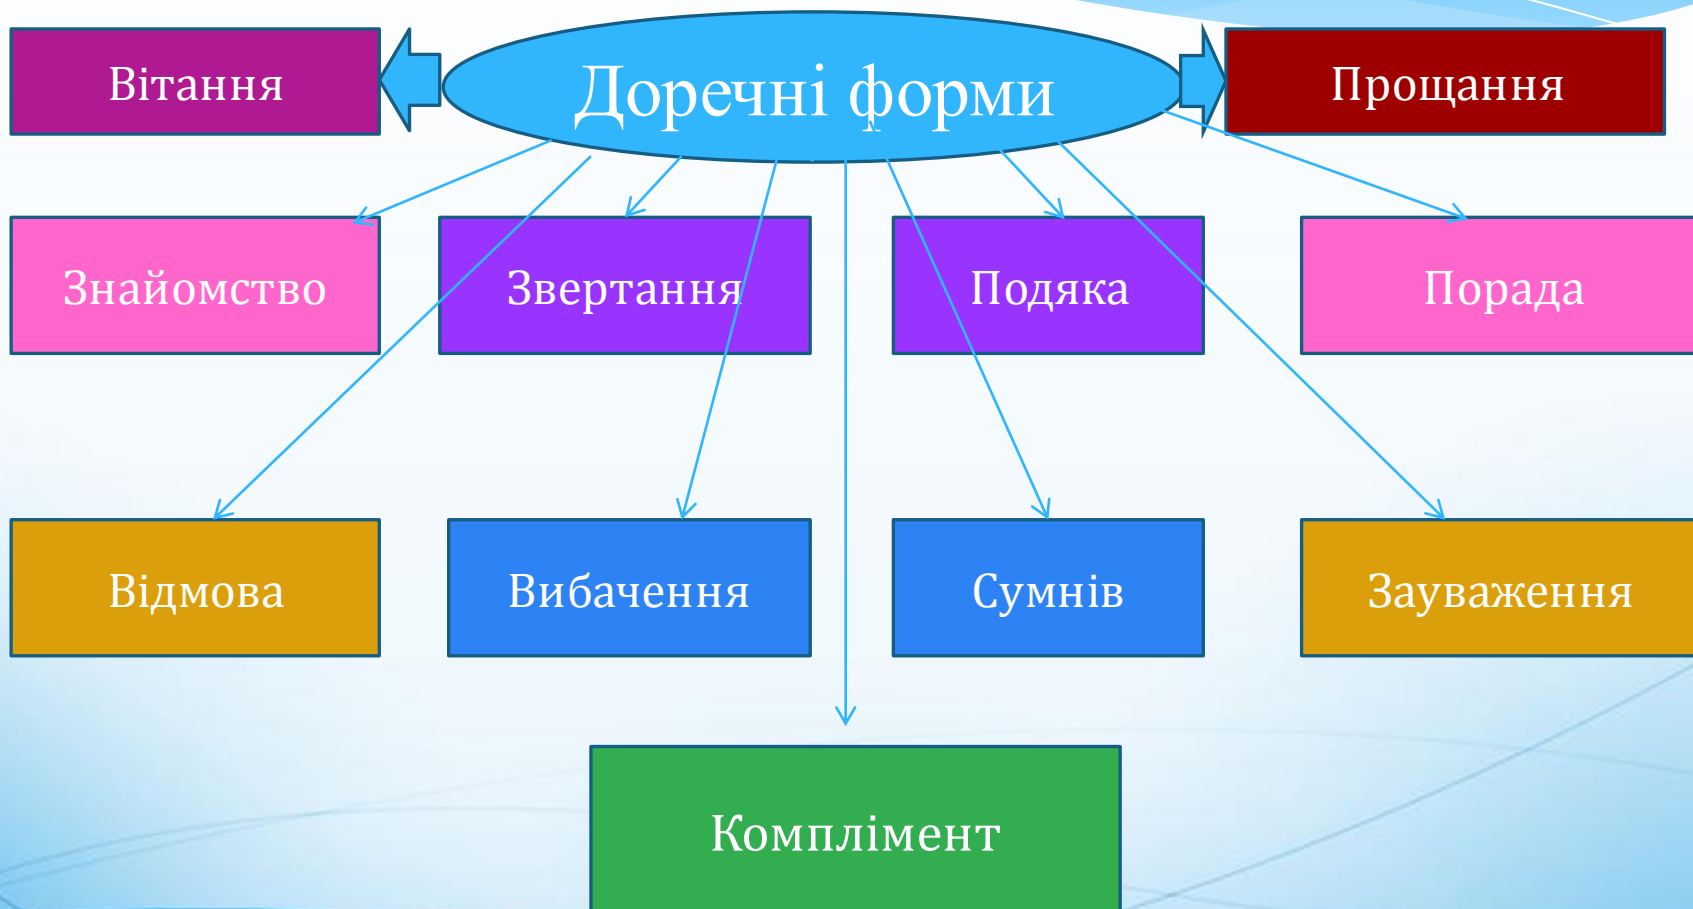 Вітання
Доречні форми
Прощання
Знайомство
Звертання
Подяка
Порада
Відмова
Вибачення
Сумнів
Зауваження
Комплімент